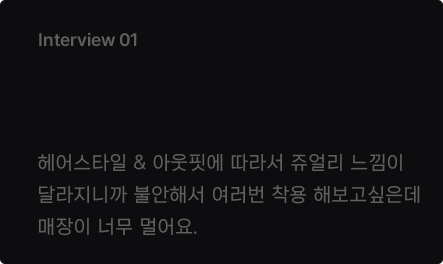 Interview 01
헤어스타일 & 아웃핏에 따라서 쥬얼리 느낌이
달라지니까 불안해서 여러번 착용 해보고싶은데
매장이 너무 멀어요.